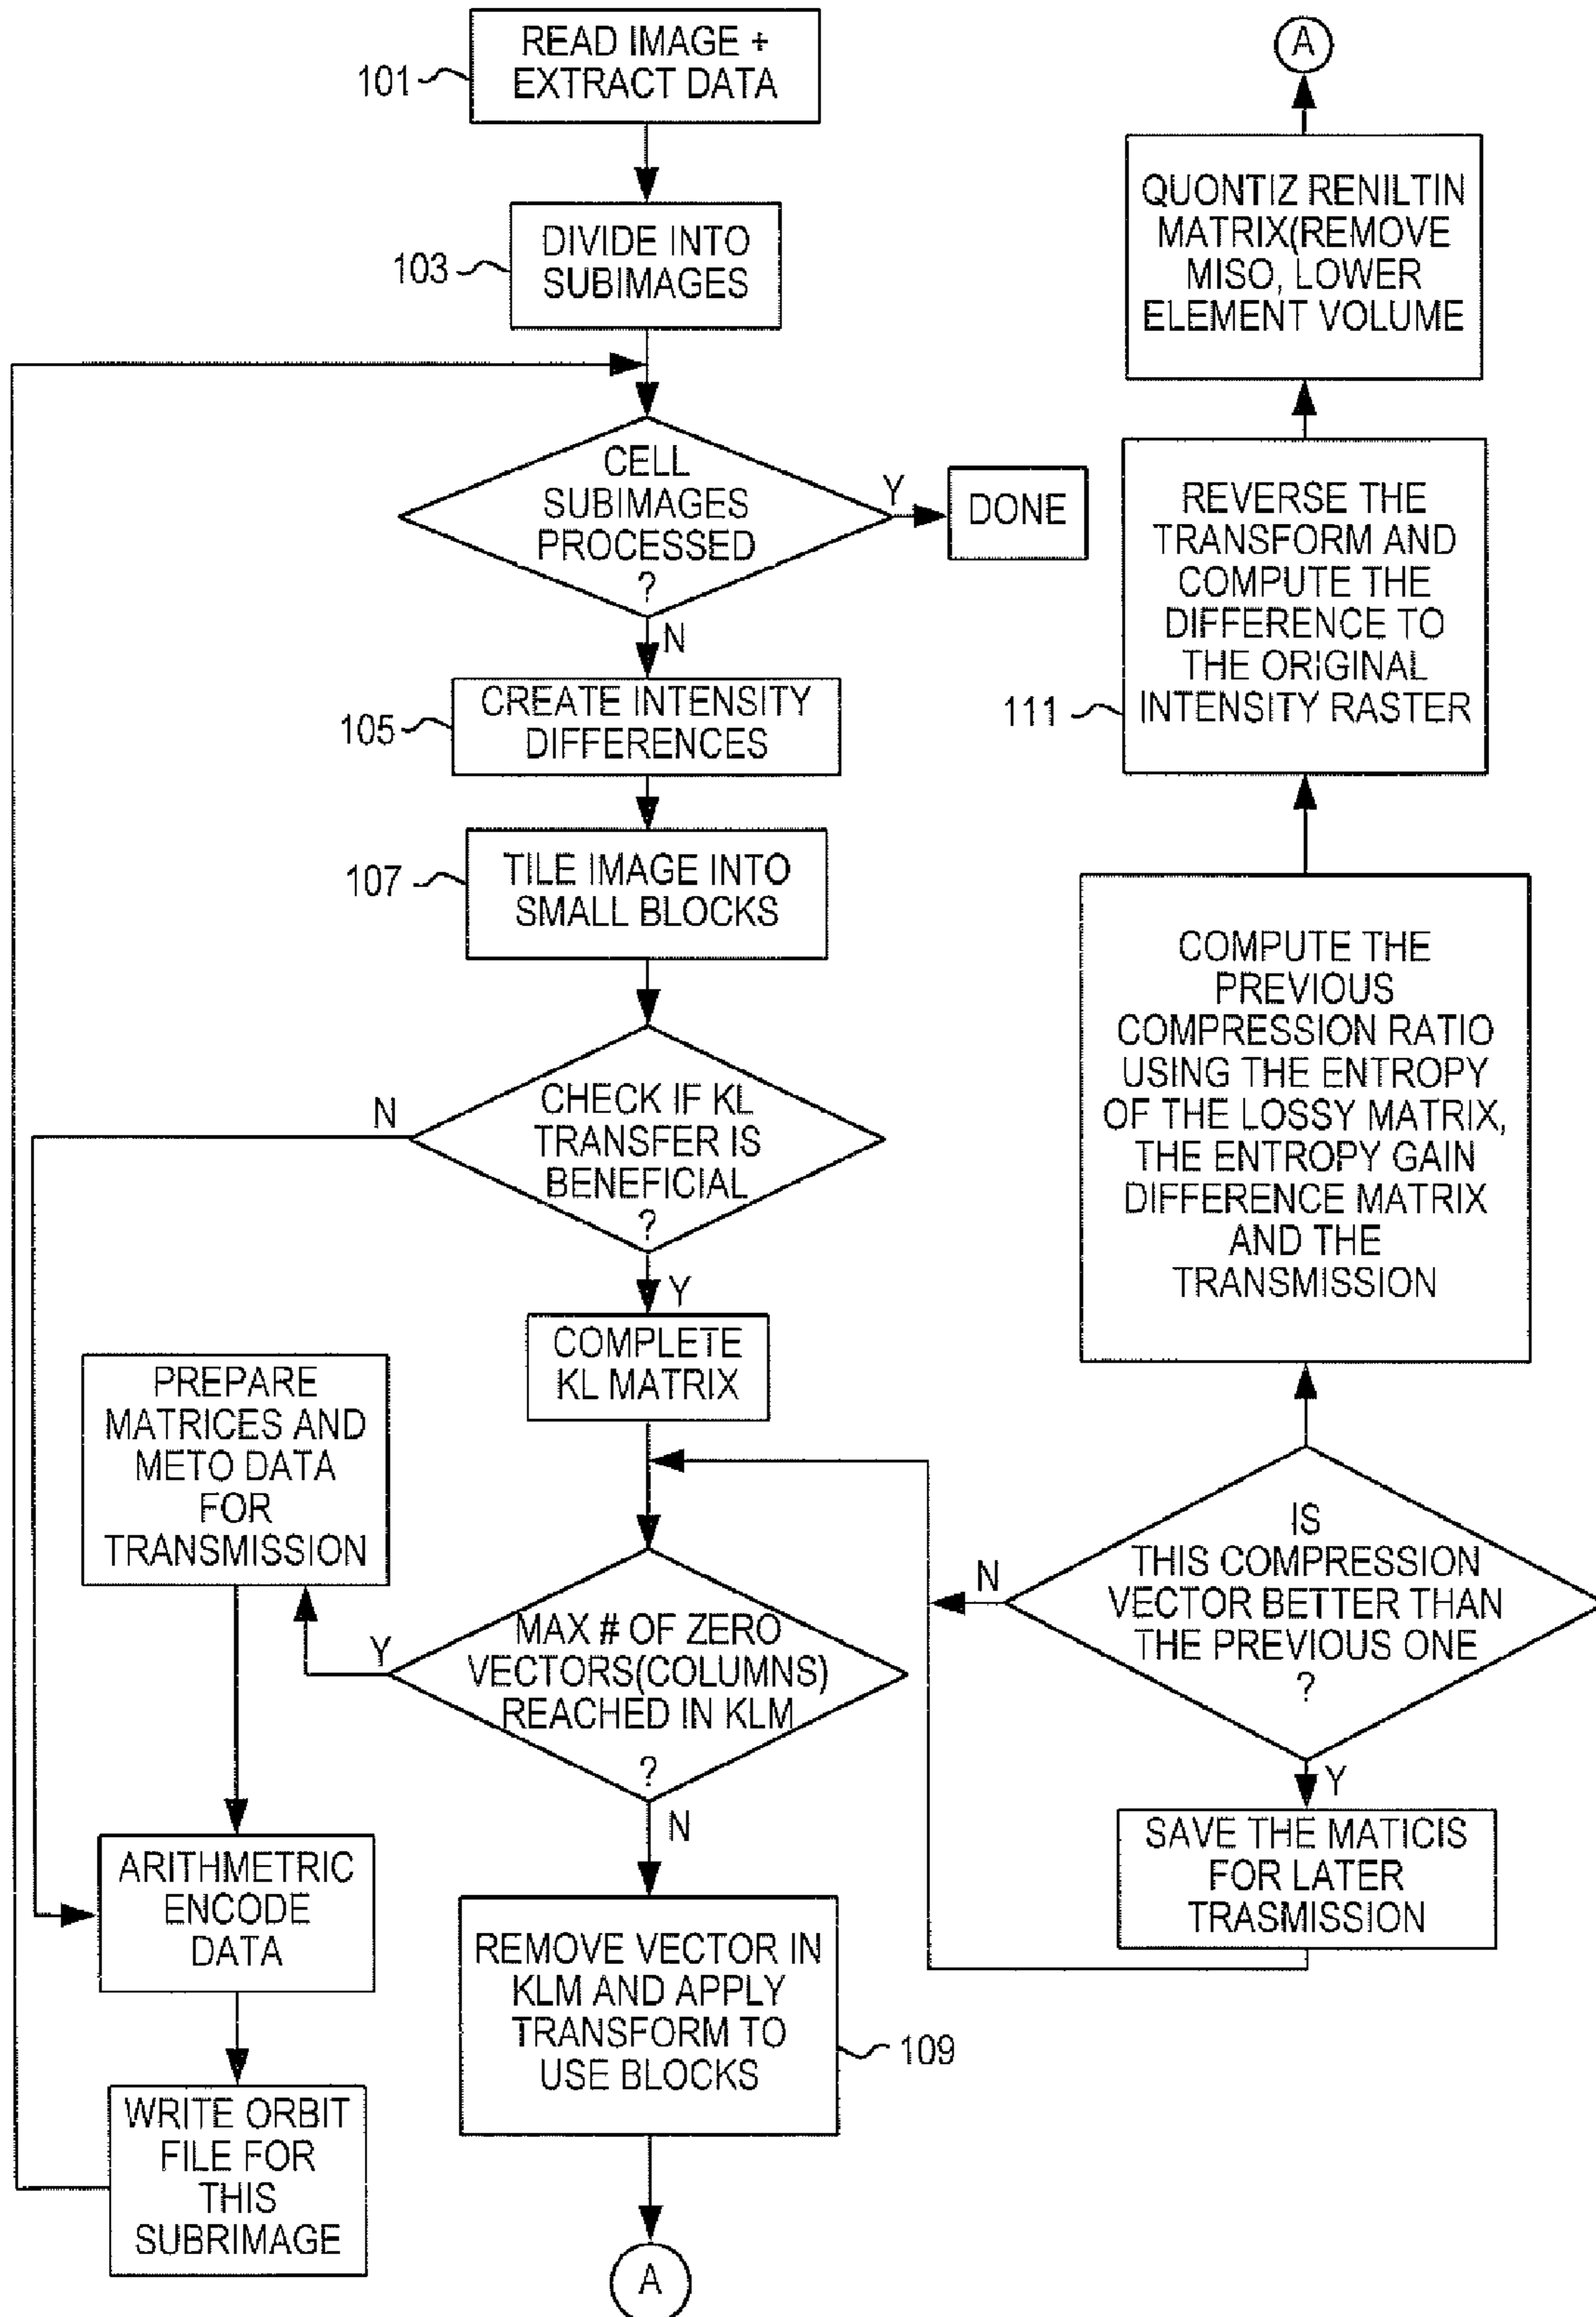 READ IMAGE +
EXTRACT DATA
101
DIVIDE INTO
SUBIMAGES
103
CELL
SUBIMAGES
PROCESSED
?
Y
DONE
N
CREATE INTENSITY
DIFFERENCES
105
TILE IMAGE INTO
SMALL BLOCKS
107
CHECK IF KL
TRANSFER IS
BENEFICIAL
?
N
Y
COMPLETE
KL MATRIX
MAX # OF ZERO
VECTORS(COLUMNS)
REACHED IN KLM
?
Y
N
PREPARE
MATRICES AND
METO DATA
FOR
TRANSMISSION
ARITHMETRIC
ENCODE
DATA
WRITE ORBIT
FILE FOR
THIS
SUBRIMAGE
REMOVE VECTOR IN
KLM AND APPLY
TRANSFORM TO
USE BLOCKS
109
A
A
QUONTIZ RENILTIN
MATRIX(REMOVE
MISO, LOWER
ELEMENT VOLUME
REVERSE THE
TRANSFORM AND
COMPUTE THE
DIFFERENCE TO
THE ORIGINAL
INTENSITY RASTER
111
COMPUTE THE
PREVIOUS
COMPRESSION RATIO
USING THE ENTROPY
OF THE LOSSY MATRIX,
THE ENTROPY GAIN
DIFFERENCE MATRIX
AND THE
TRANSMISSION
IS
THIS COMPRESSION
VECTOR BETTER THAN
THE PREVIOUS ONE
?
N
Y
SAVE THE MATICIS
FOR LATER
TRASMISSION